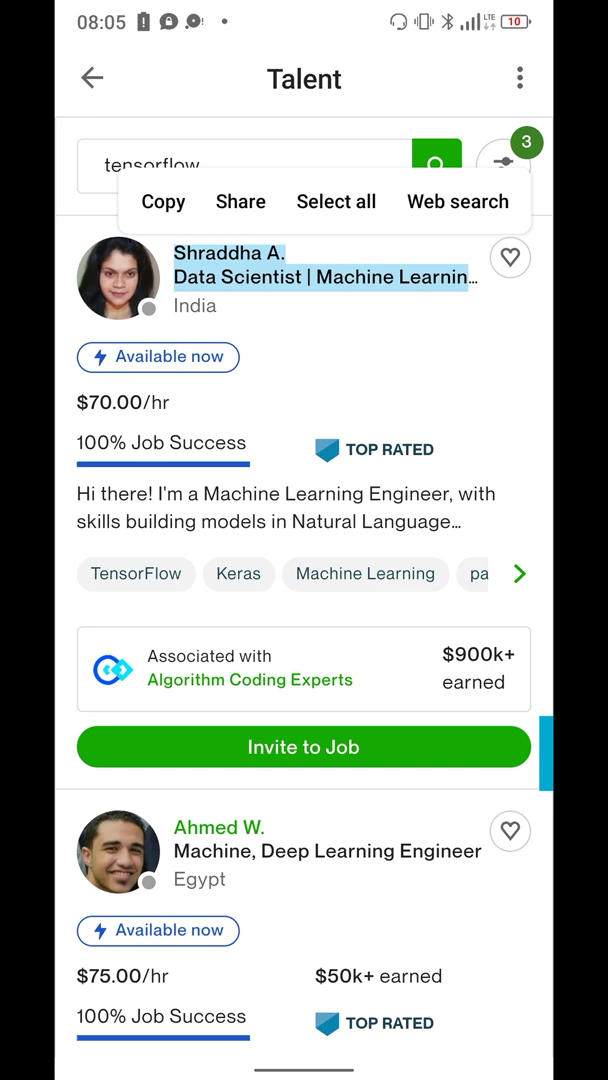 08:05
LTE
10
Talent
3
tensorflow
Copy Share Select all Web search
Shraddha A.
Data Scientist | Machine Learnin...
India
Available now
$70.00/hr
100% Job Success
TOP RATED
Hi there! I'm a Machine Learning Engineer, with
skills building models in Natural Language...
TensorFlow Keras Machine Learning pa
Associated with
Algorithm Coding Experts
$900k+
earned
Invite to Job
Ahmed W.
Machine, Deep Learning Engineer
Egypt
Available now
$75.00/hr
$50k+ earned
100% Job Success
TOP RATED